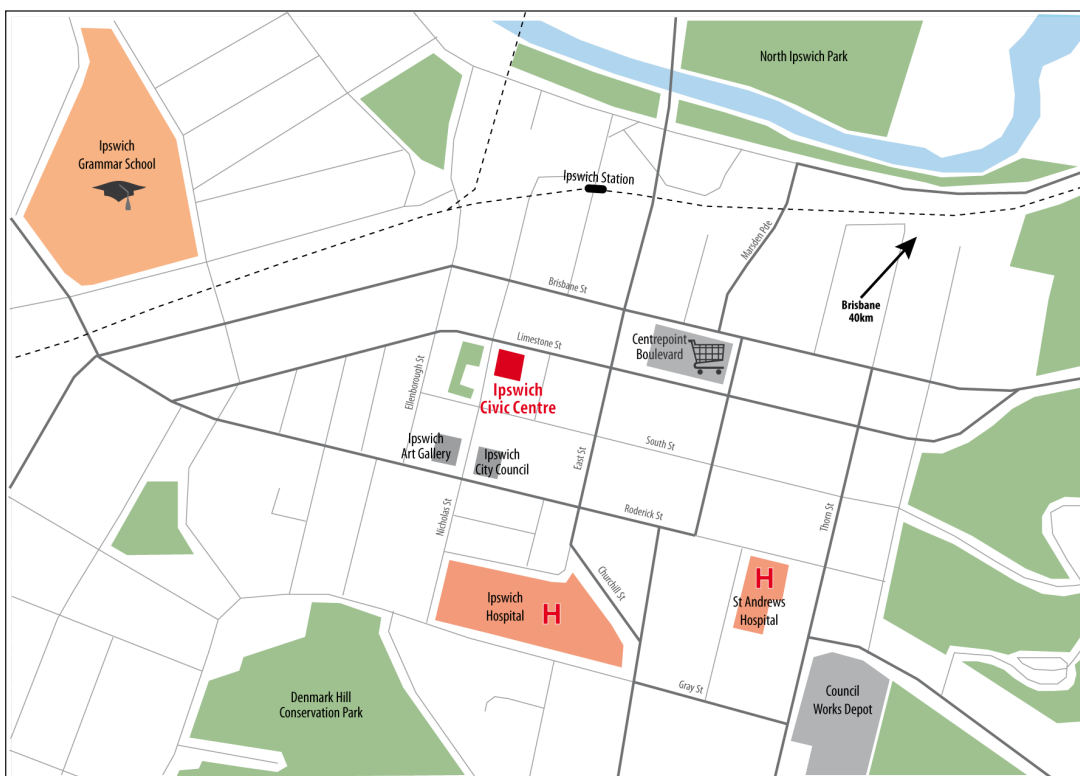 North Ipswich Park
Ipswich
Grammar School
Ipswich Station
Marsden Pde
Brisbane St
Brisbane
40km
Limestone St
Centrepoint
Boulevard
Ellenborough St
Ipswich
Civic Centre
Ipswich
Art Gallery
Ipswich
City Council
East St
South St
Nicholas St
Roderick St
Thorn St
Churchill St
H
St Andrews
Hospital
Ipswich
Hospital
H
Gray St
Denmark Hill
Conservation Park
Council
Works Depot